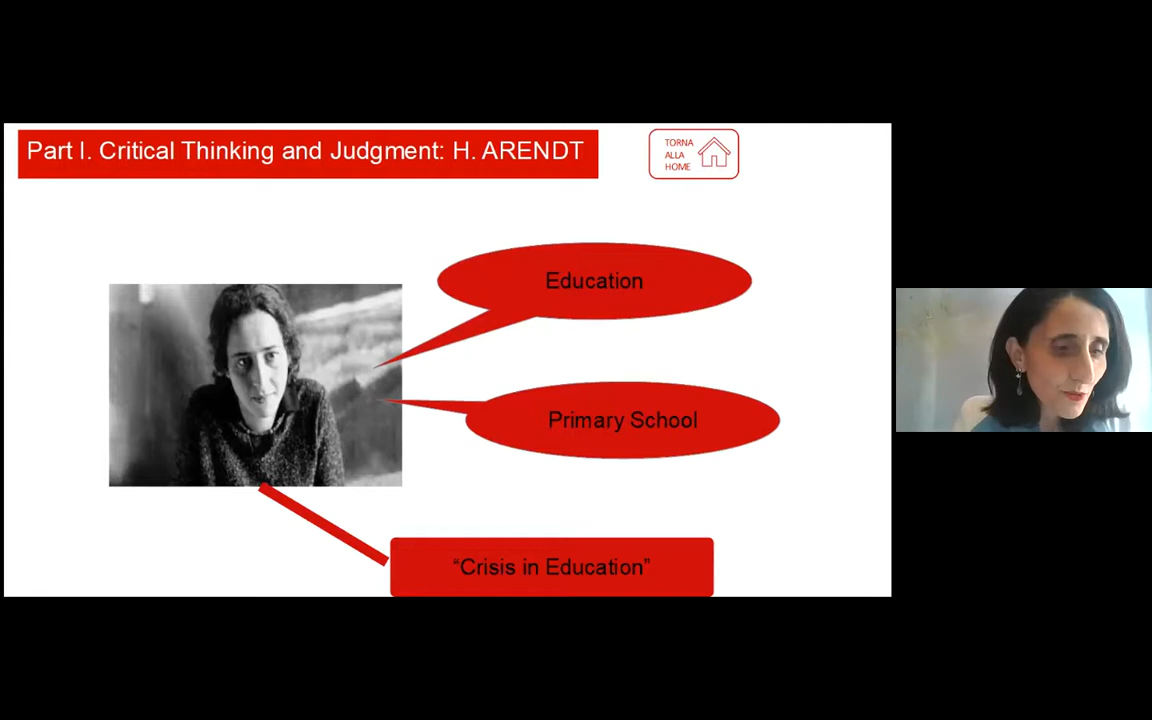 Part I. Critical Thinking and Judgment: H. ARENDT
TORNA
ALLA
HOME
Education
Primary School
“Crisis in Education”